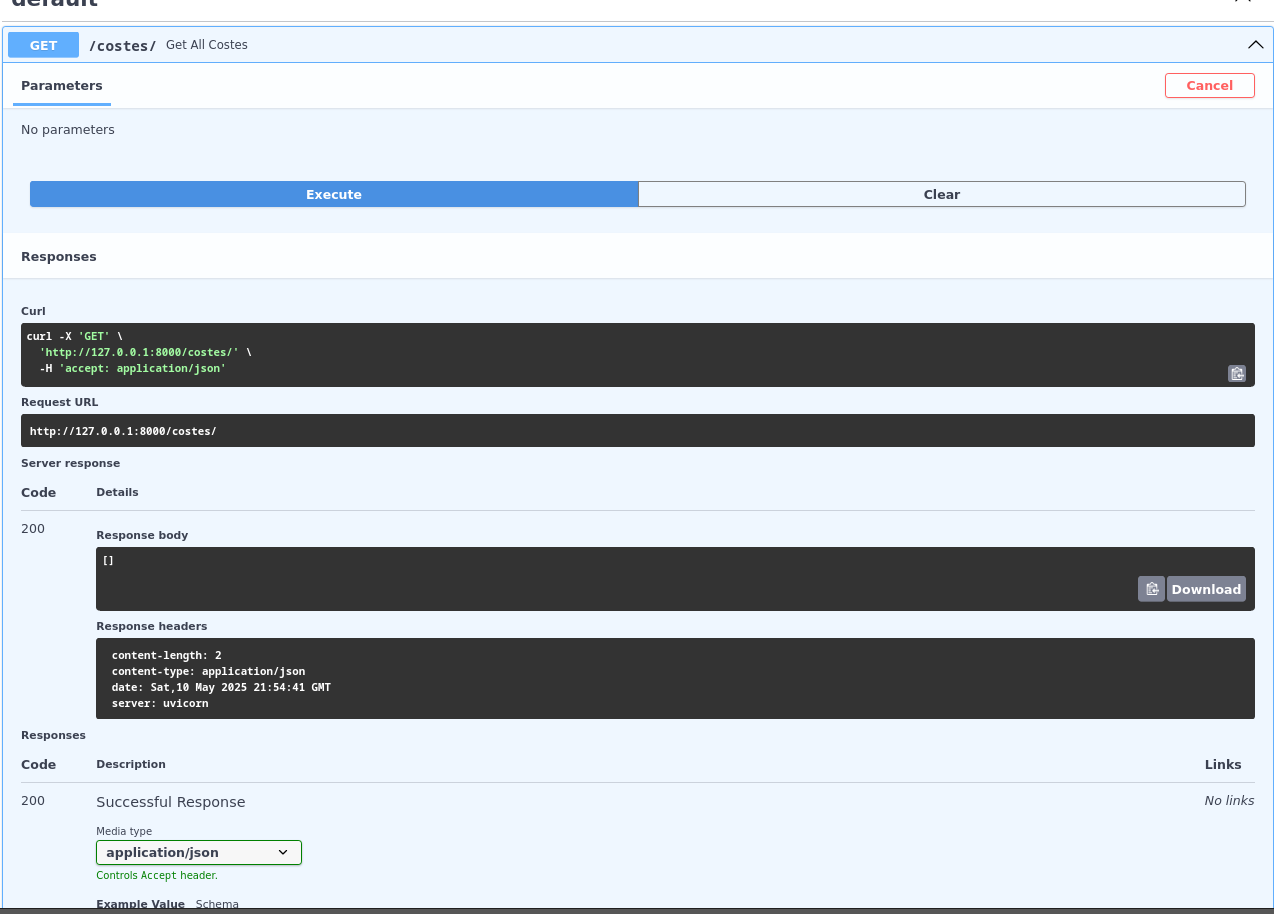 default
GET /costes/ Get All Costes
Parameters
Cancel
No parameters
Execute
Clear
Responses
Curl
curl -X 'GET' \
'http://127.0.0.1:8000/costes/' \
-H 'accept: application/json'
Request URL
http://127.0.0.1:8000/costes/
Server response
Code Details
200
Response body
[]
Download
Response headers
content-length: 2
content-type: application/json
date: Sat,10 May 2025 21:54:41 GMT
server: uvicorn
Responses
Code Description Links
200 Successful Response No links
Media type
application/json
Controls Accept header.
Example Value Schema